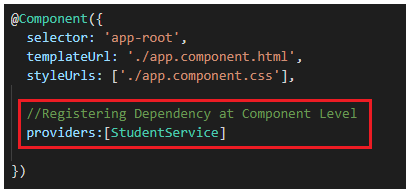 @Component({
selector: 'app-root',
templateUrl: './app.component.html',
styleUrls: ['./app.component.css'],
//Registering Dependency at Component Level
providers:[StudentService]
})